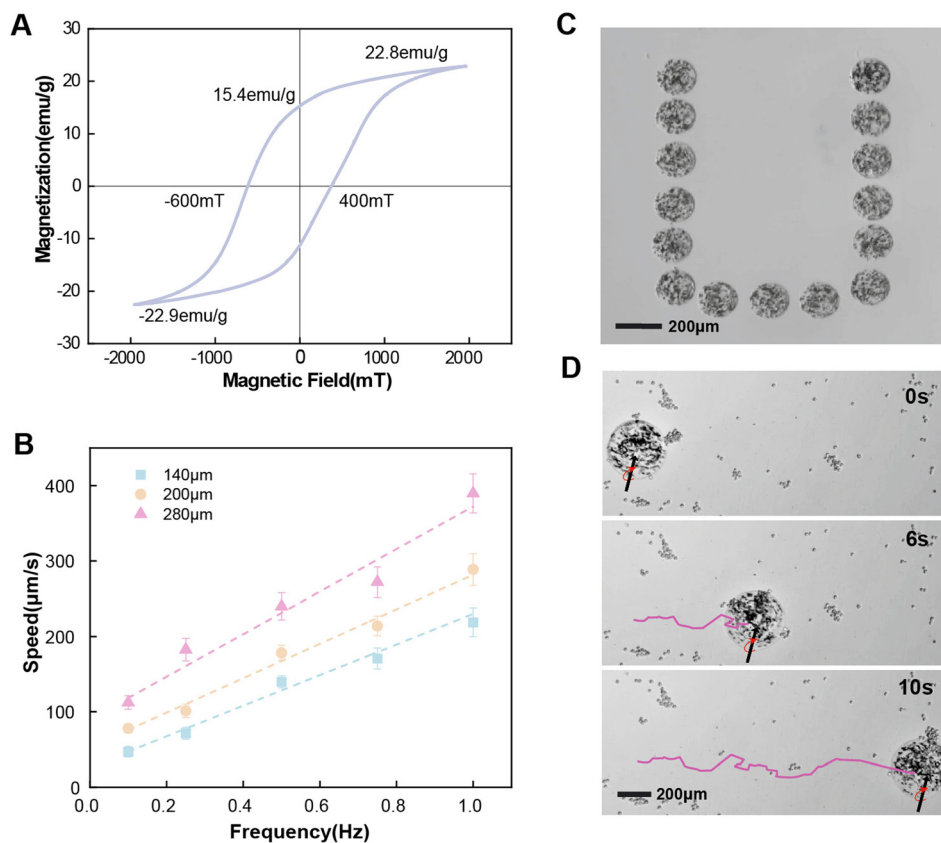 A
30
20
10
0
-10
-20
-30
Magnetization(emu/g)
22.8emu/g
15.4emu/g
-600mT
400mT
-22.9emu/g
-2000
-1000
0
1000
2000
Magnetic Field(mT)
B
140μm
200μm
280μm
400
300
200
100
0
Speed(μm/s)
0.0
0.2
0.4
0.6
0.8
1.0
Frequency(Hz)
C
200μm
D
0s
6s
10s
200μm